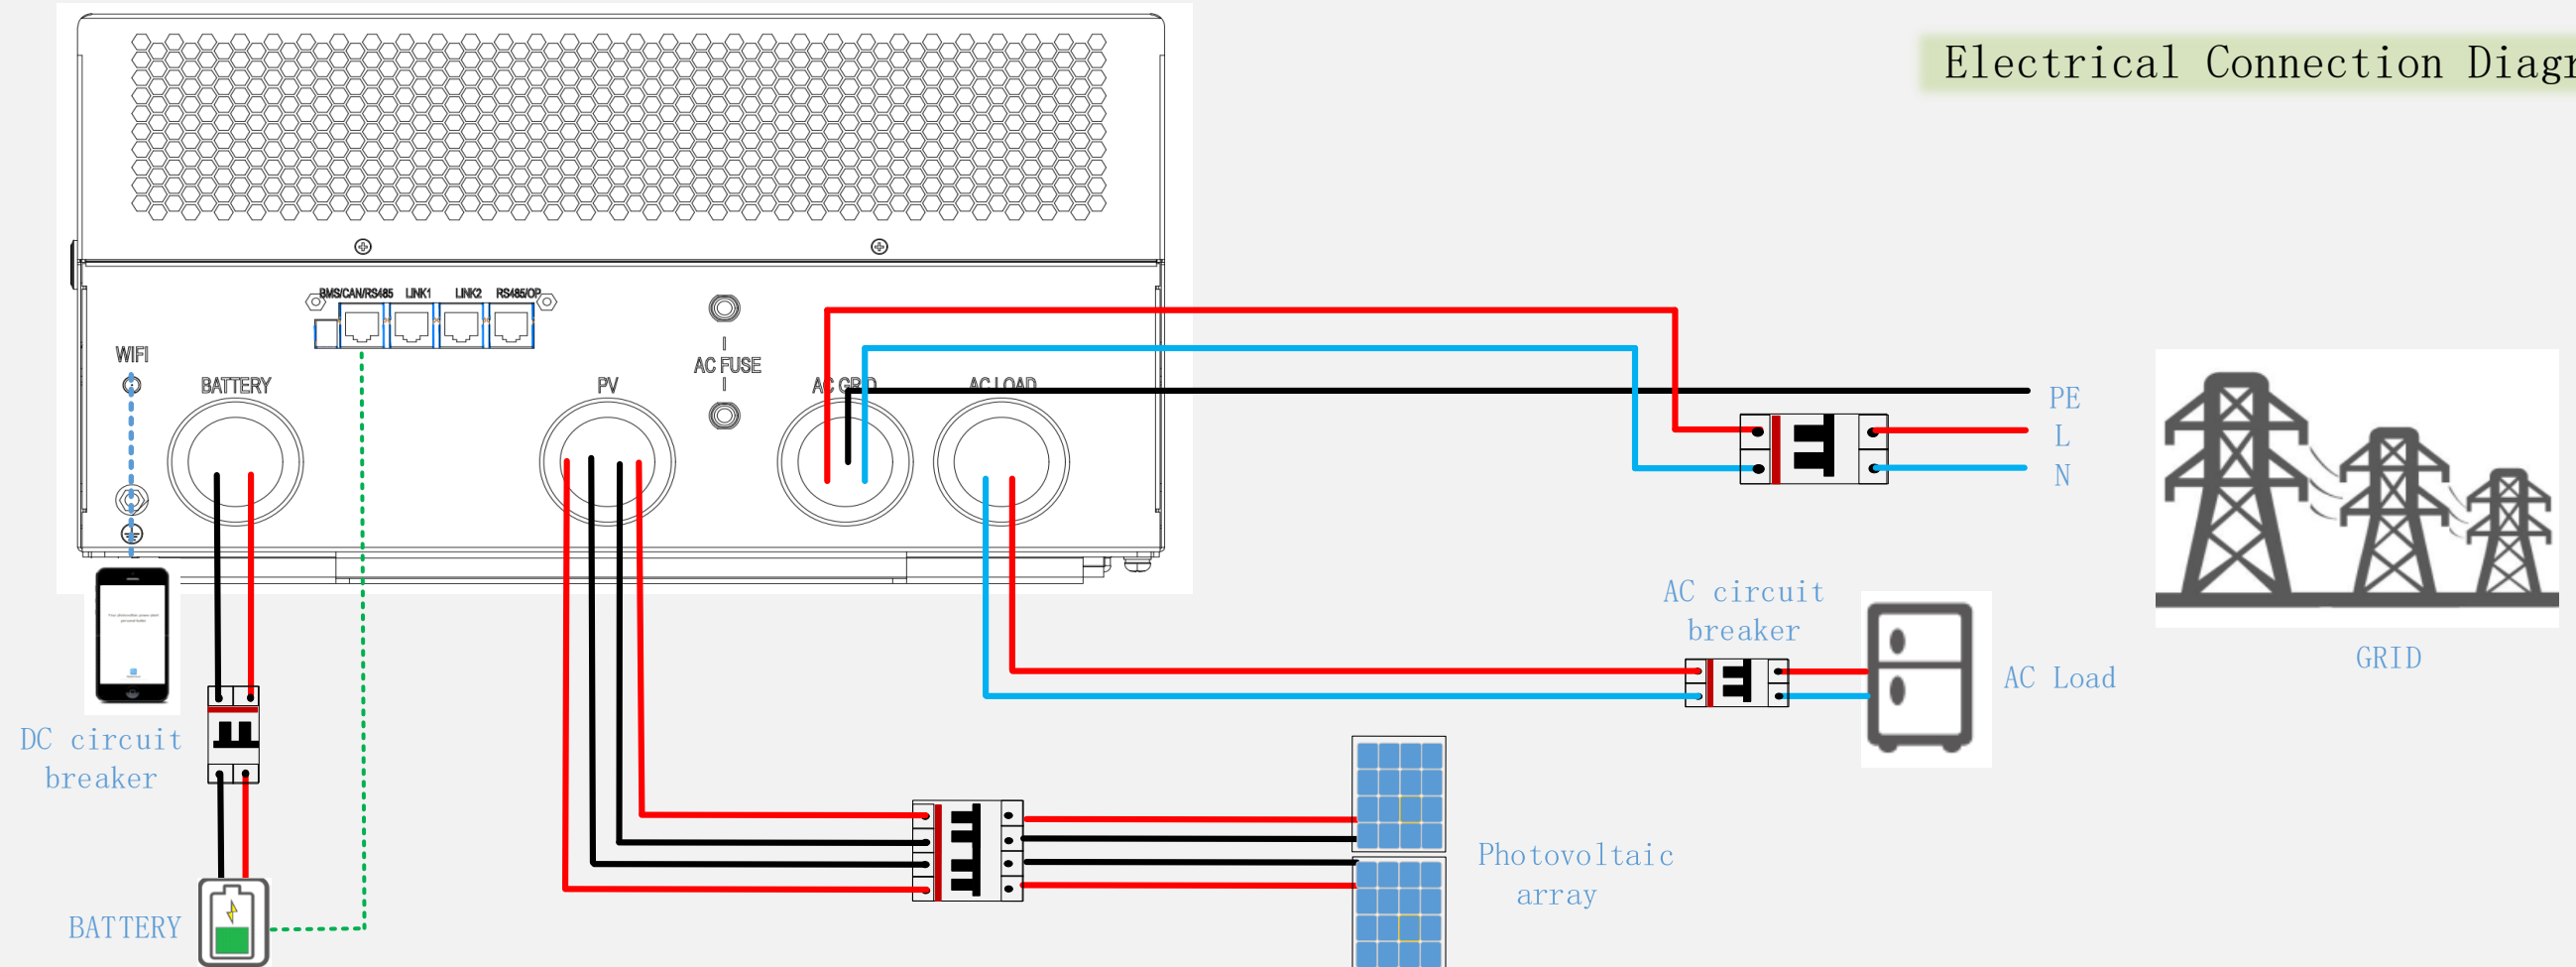 Electrical Connection Diagr
BMS/CAN/RS485 LINK1 LINK2 RS485/OP
WIFI
BATTERY
PV
AC FUSE
AC GRID
AC LOAD
PE
L
N
GRID
AC circuit
breaker
AC Load
DC circuit
breaker
Photovoltaic
array
BATTERY